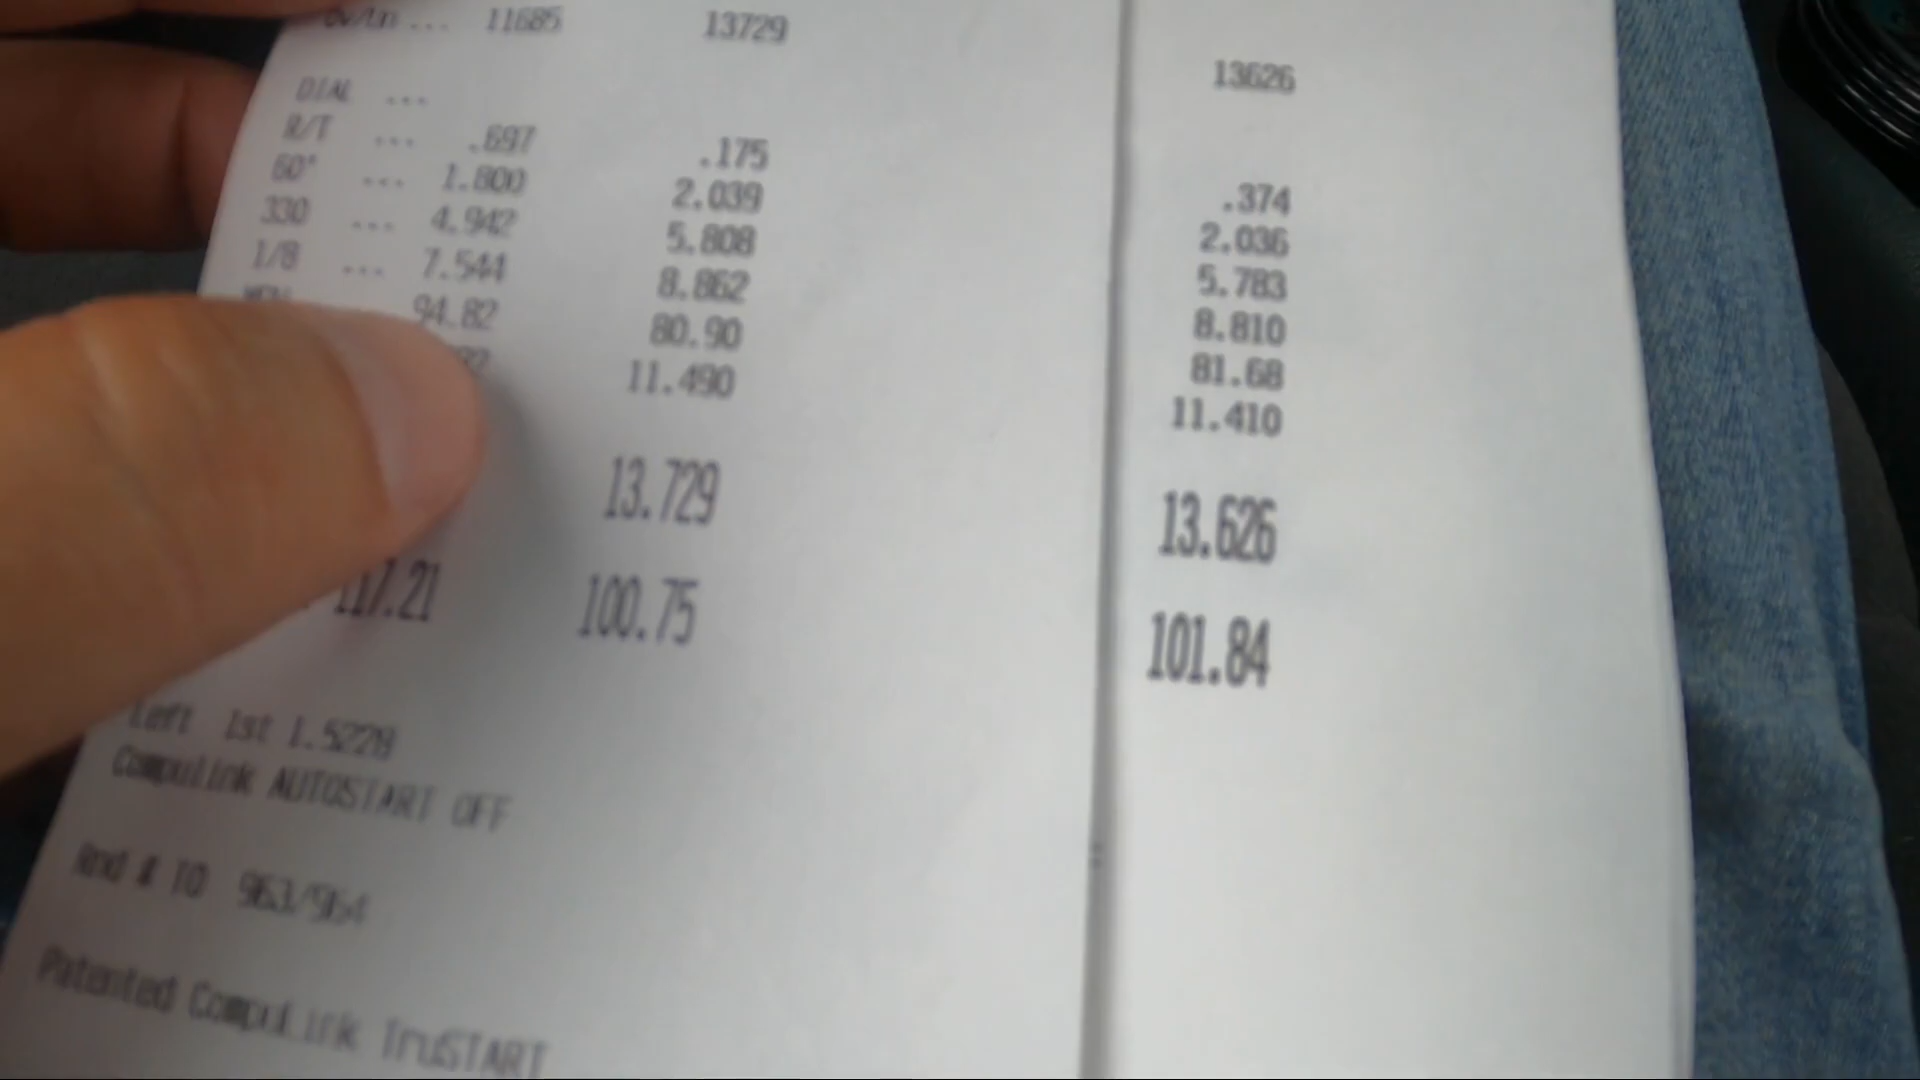 11685 13729
DIAL ...
R/T ... .697 .175
60' ... 1.800 2.039
330 ... 4.942 5.808
1/8 ... 7.544 8.862
94.82 80.90
11.490
13.729
117.21 100.75
Left 1st 1.5228
CompuLink AUTOSTART OFF
Rnd # TO 963/964
Patented CompuLink TruSTART
13626
.374
2.036
5.783
8.810
81.68
11.410
13.626
101.84